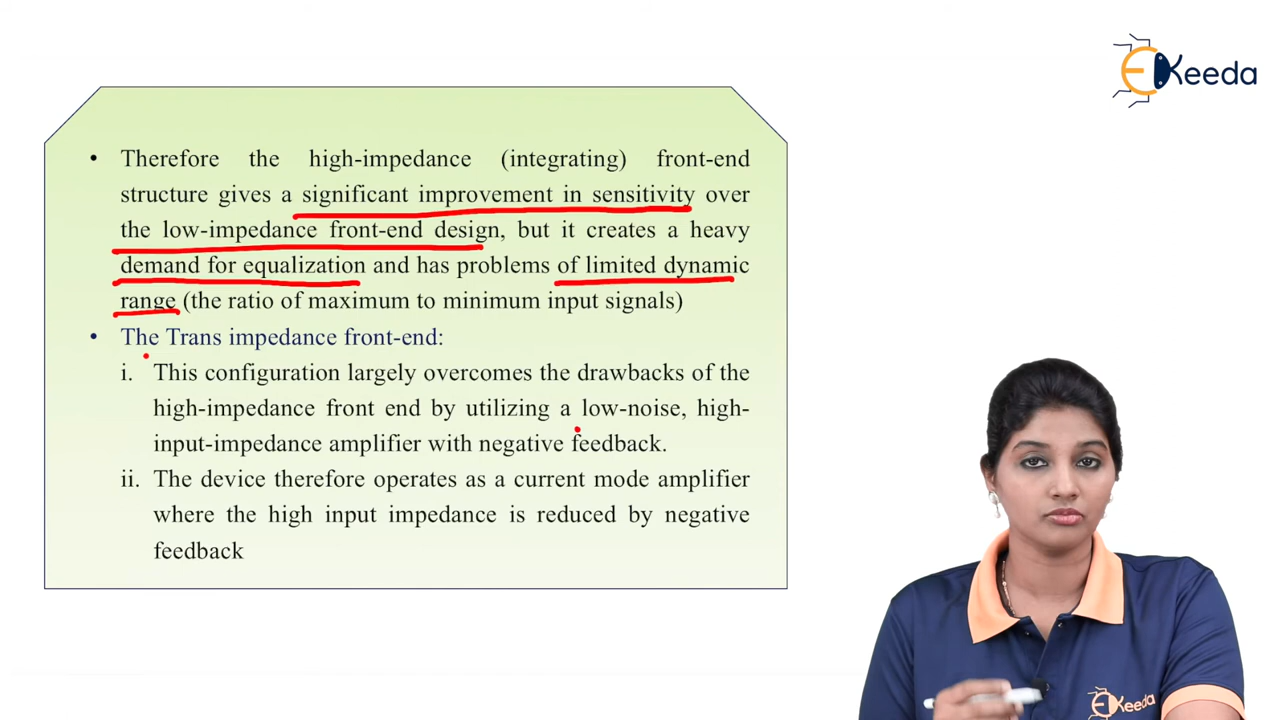 EKeeda
• Therefore the high-impedance (integrating) front-end
structure gives a significant improvement in sensitivity over
the low-impedance front-end design, but it creates a heavy
demand for equalization and has problems of limited dynamic
range (the ratio of maximum to minimum input signals)
• The Trans impedance front-end:
i. This configuration largely overcomes the drawbacks of the
high-impedance front end by utilizing a low-noise, high-
input-impedance amplifier with negative feedback.
ii. The device therefore operates as a current mode amplifier
where the high input impedance is reduced by negative
feedback
EKeeda